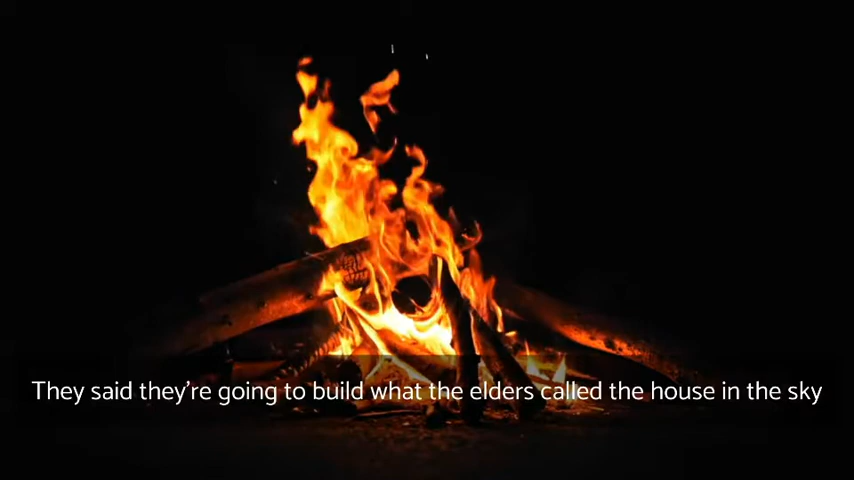 They said they're going to build what the elders called the house in the sky